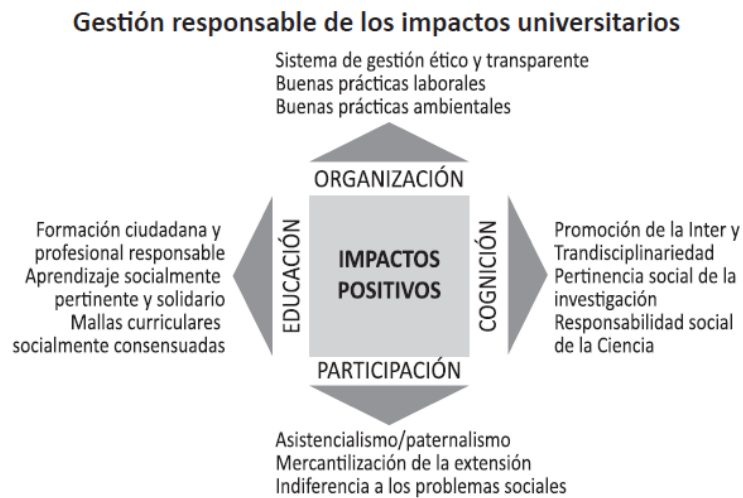 Gestión responsable de los impactos universitarios
Sistema de gestión ético y transparente
Buenas prácticas laborales
Buenas prácticas ambientales
ORGANIZACIÓN
Formación ciudadana y
profesional responsable
Aprendizaje socialmente
pertinente y solidario
Mallas curriculares
socialmente consensuadas
EDUCACIÓN
IMPACTOS
POSITIVOS
COGNICIÓN
Promoción de la Inter y
Trandisciplinariedad
Pertinencia social de la
investigación
Responsabilidad social
de la Ciencia
PARTICIPACIÓN
Asistencialismo/paternalismo
Mercantilización de la extensión
Indiferencia a los problemas sociales